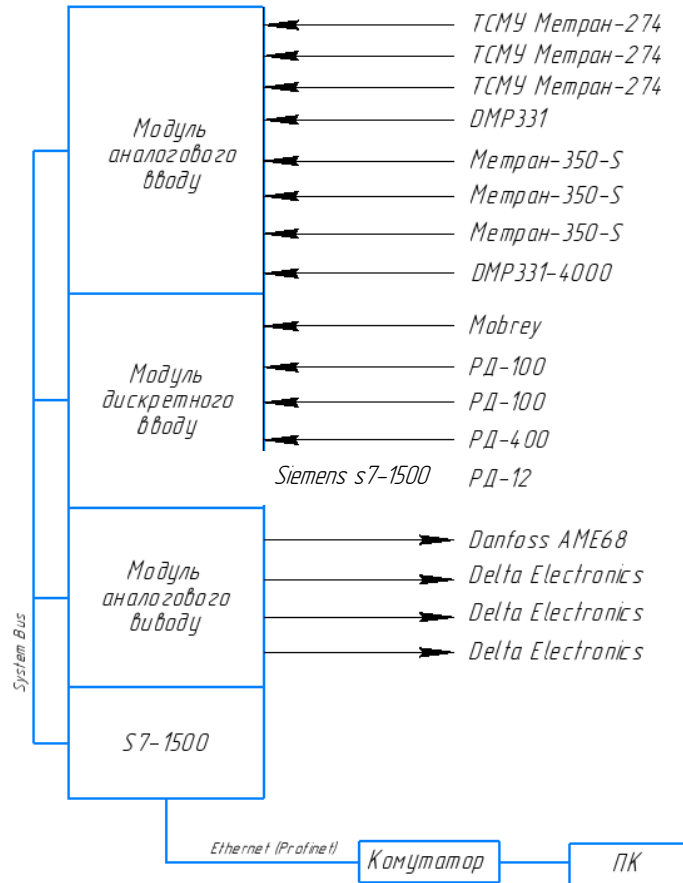 ТСМУ Метран-274
ТСМУ Метран-274
ТСМУ Метран-274
DMP331
Метран-350-S
Метран-350-S
Метран-350-S
DMP331-4000
Модуль
аналогового
вводу
Mobrey
РД-100
РД-100
РД-400
РД-12
Модуль
дискретного
вводу
Siemens s7-1500
Danfoss AME68
Delta Electronics
Delta Electronics
Delta Electronics
Модуль
аналогового
виводу
System Bus
S7-1500
Ethernet (Profinet)
Комутатор
ПК